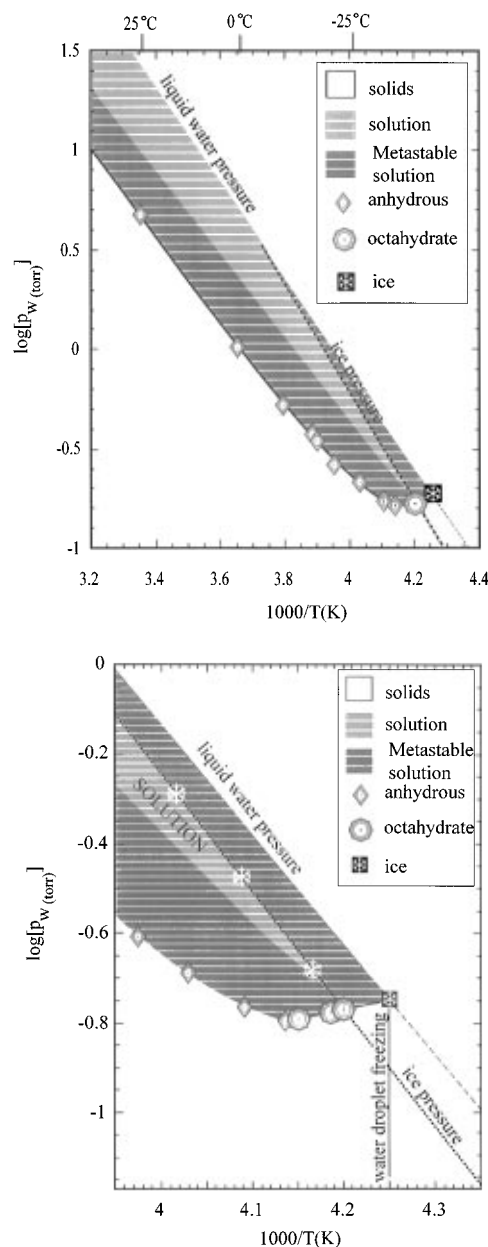 25°C 0°C -25°C
1.5
1
0.5
0
-0.5
-1
log[p_w (torr)]
liquid water pressure
ice pressure
solids
solution
Metastable
solution
anhydrous
octahydrate
ice
3.2 3.4 3.6 3.8 4 4.2 4.4
1000/T(K)
0
-0.2
-0.4
-0.6
-0.8
-1
log[p_w (torr)]
SOLUTION
liquid water pressure
ice pressure
water droplet freezing
solids
solution
Metastable
solution
anhydrous
octahydrate
ice
4 4.1 4.2 4.3
1000/T(K)